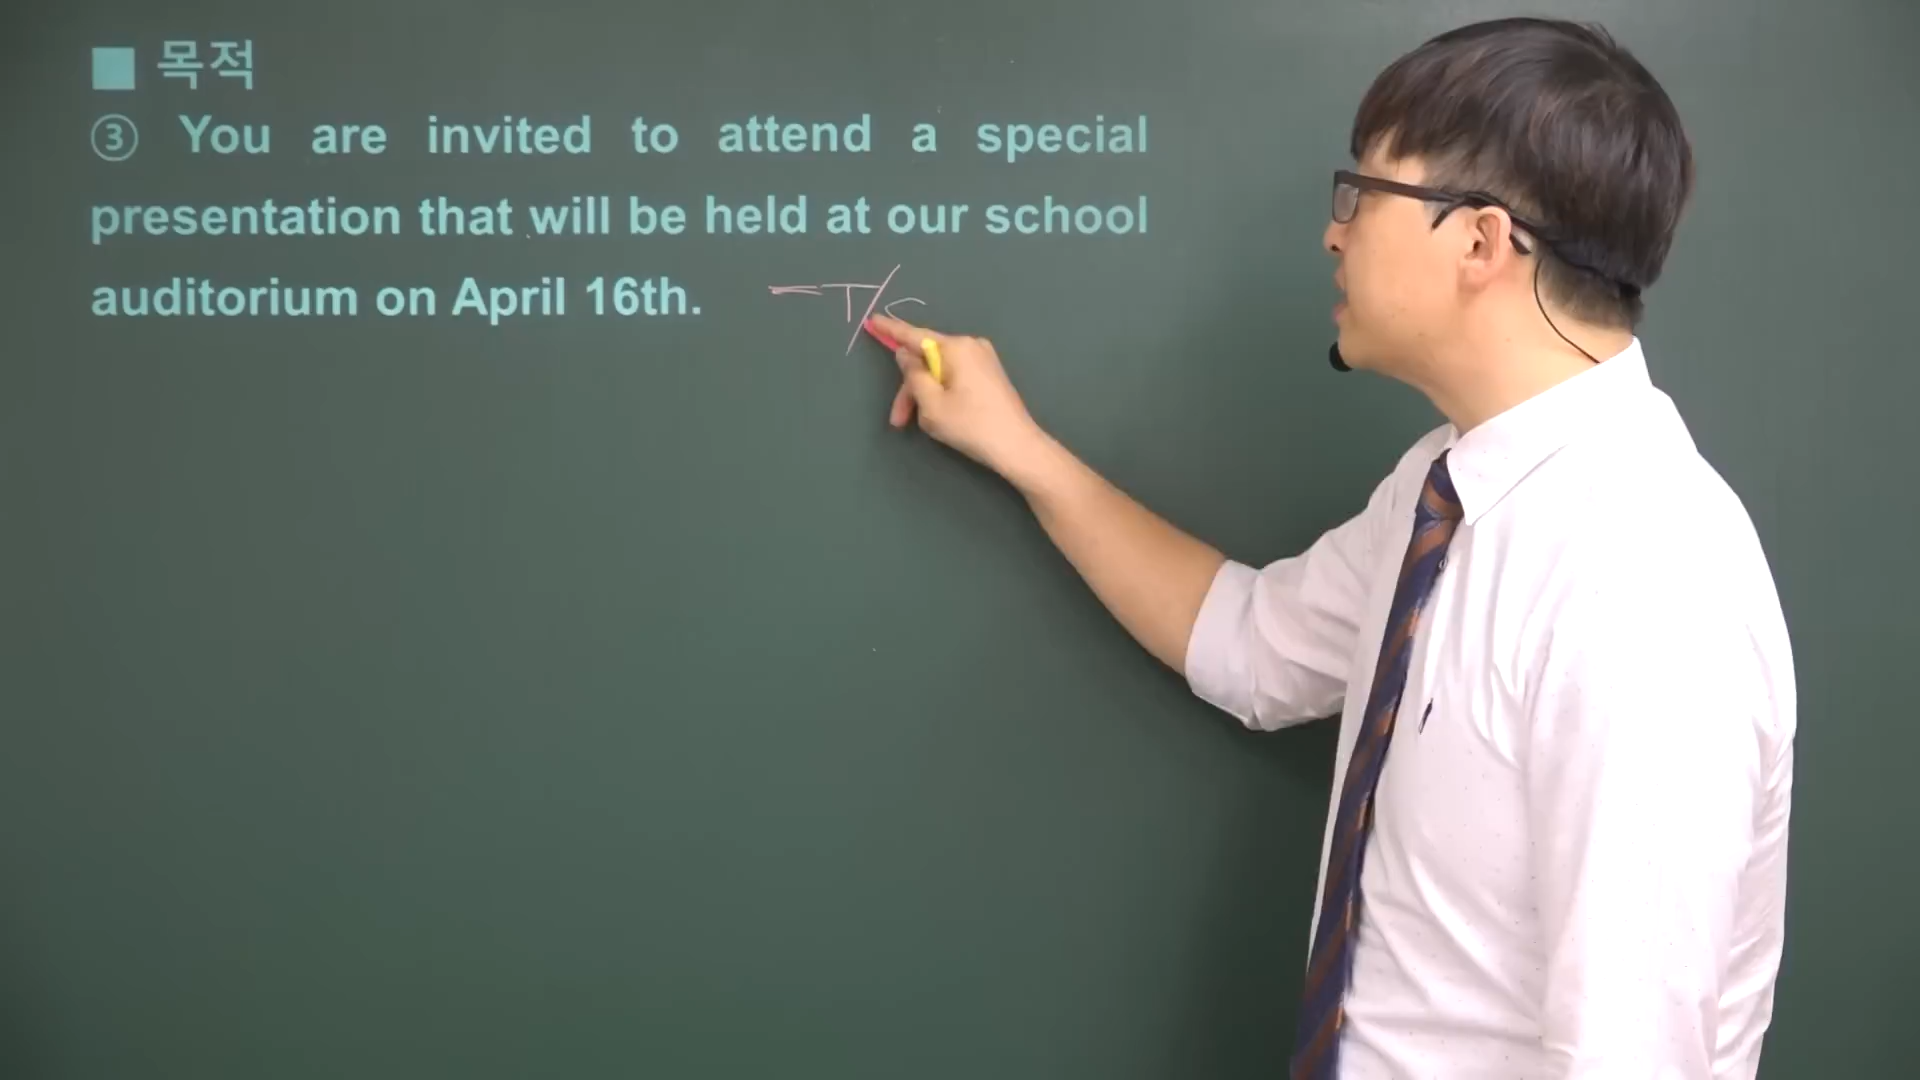 ■ 목적
③ You are invited to attend a special
presentation that will be held at our school
auditorium on April 16th.
= T/S